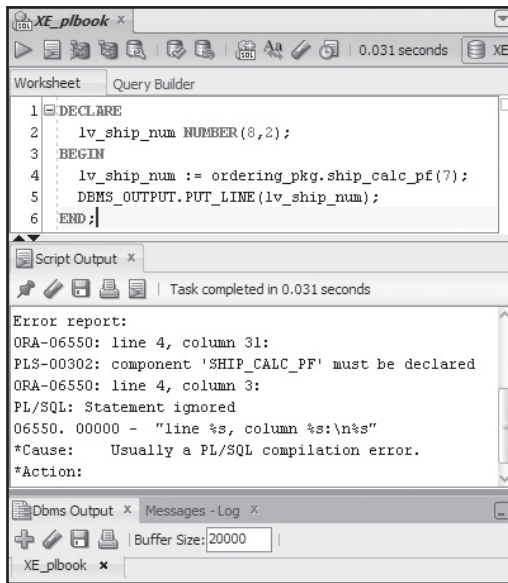 XE_plbook ×
SQL Aa 0.031 seconds XE
Worksheet Query Builder
1 DECLARE
2 lv_ship_num NUMBER(8,2);
3 BEGIN
4 lv_ship_num := ordering_pkg.ship_calc_pf(7);
5 DBMS_OUTPUT.PUT_LINE(lv_ship_num);
6 END;
Script Output ×
Task completed in 0.031 seconds
Error report:
ORA-06550: line 4, column 31:
PLS-00302: component 'SHIP_CALC_PF' must be declared
ORA-06550: line 4, column 3:
PL/SQL: Statement ignored
06550. 00000 - "line %s, column %s:\n%s"
*Cause: Usually a PL/SQL compilation error.
*Action:
Dbms Output × Messages - Log ×
Buffer Size: 20000
XE_plbook ×